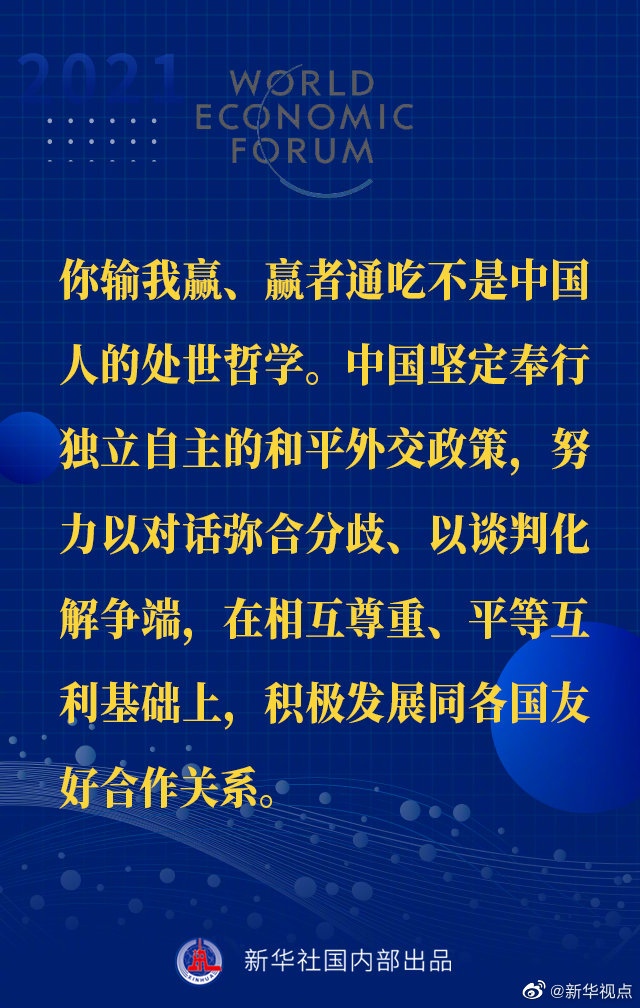 2021
WORLD
ECONOMIC
FORUM
你输我赢、赢者通吃不是中国
人的处世哲学。中国坚定奉行
独立自主的和平外交政策，努
力以对话弥合分歧、以谈判化
解争端，在相互尊重、平等互
利基础上，积极发展同各国友
好合作关系。
XINHUA
新华社国内部出品
@新华视点